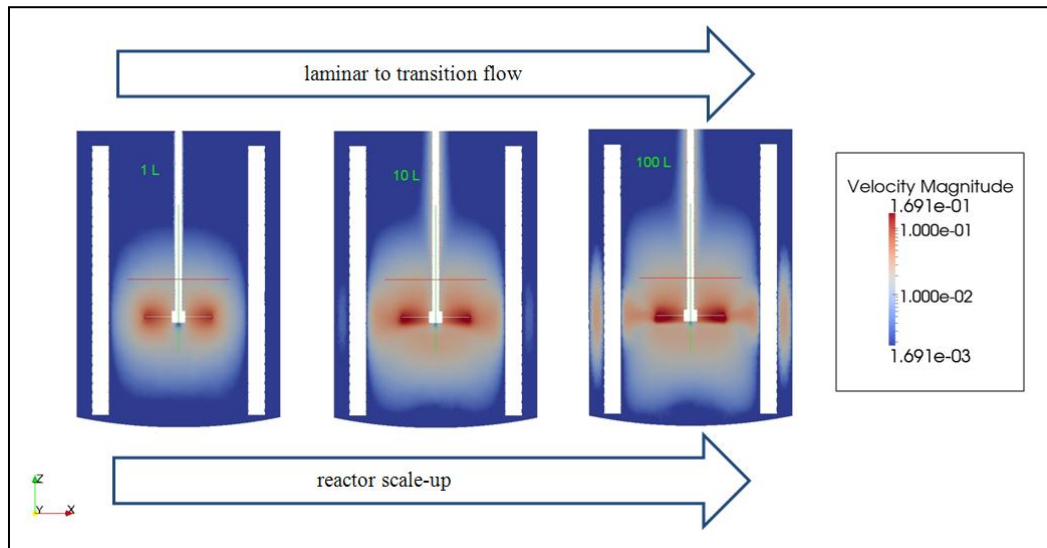 laminar to transition flow
1 L
10 L
100 L
Velocity Magnitude
1.691e-01
1.000e-01
1.000e-02
1.691e-03
reactor scale-up
Z
Y
X